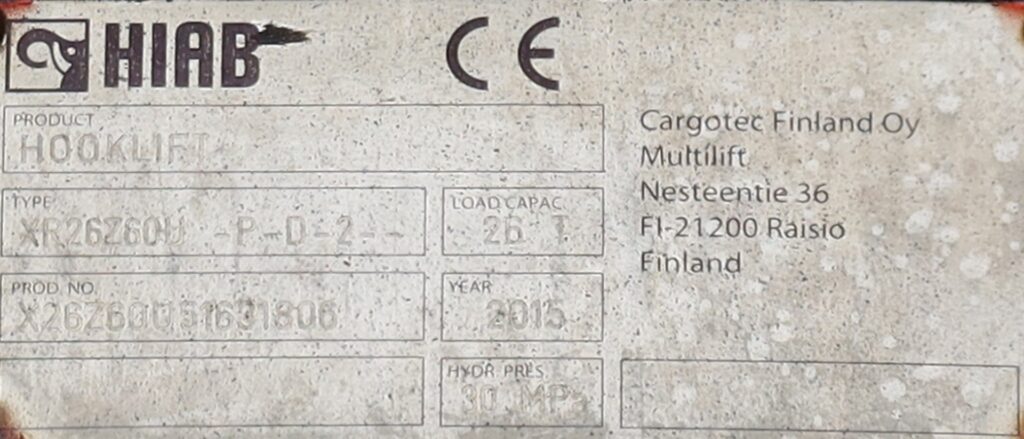 HIAB
CE
PRODUCT
HOOKLIFT
Cargotec Finland Oy
Multilift
Nesteentie 36
FI-21200 Raisio
Finland
TYPE
XR26Z60U -P-D-2--
LOAD CAPAC
26 T
PROD. NO.
X26Z60U51631806
YEAR
2015
HYDR PRES
30 MPa